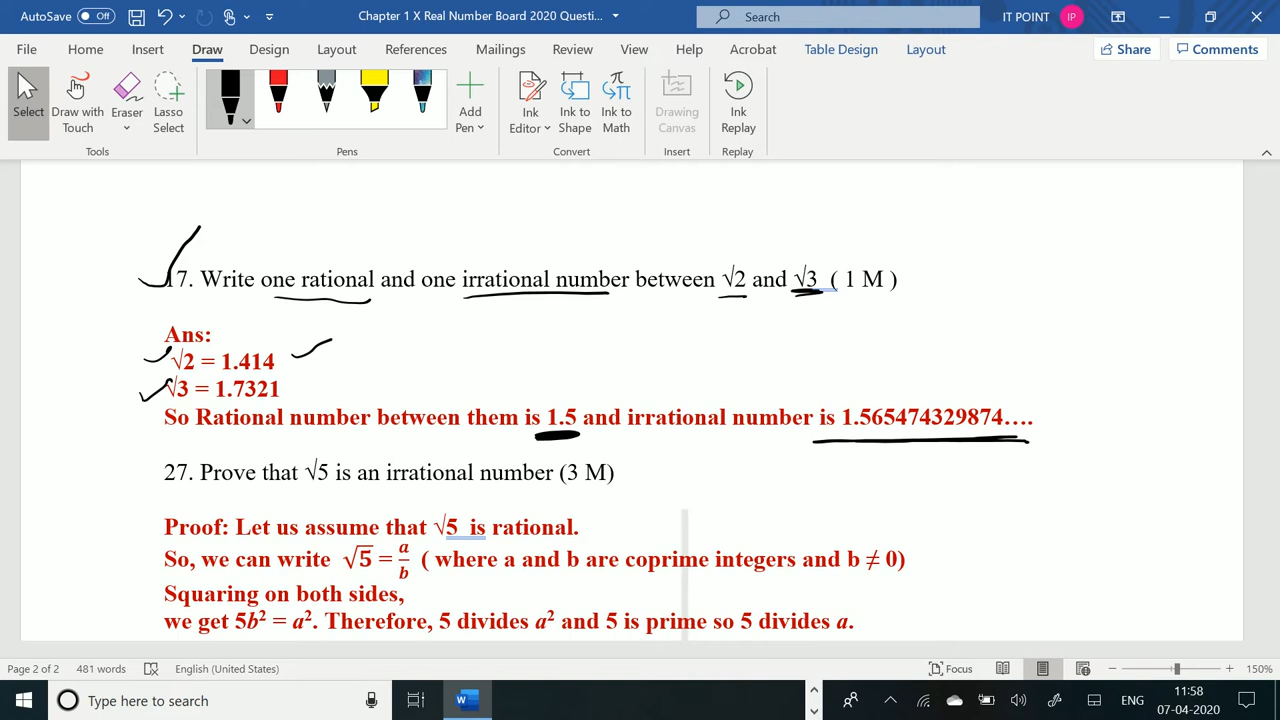 AutoSave Off Chapter 1 X Real Number Board 2020 Questi... Search IT POINT IP
File Home Insert Draw Design Layout References Mailings Review View Help Acrobat Table Design Layout Share Comments
Select Draw with Touch Eraser Lasso Select Add Pen Ink Editor Ink to Shape Ink to Math Drawing Canvas Ink Replay
Tools Pens Convert Insert Replay
17. Write one rational and one irrational number between √2 and √3 ( 1 M )
Ans:
√2 = 1.414
√3 = 1.7321
So Rational number between them is 1.5 and irrational number is 1.565474329874....
27. Prove that √5 is an irrational number (3 M)
Proof: Let us assume that √5 is rational.
So, we can write √5 = a/b ( where a and b are coprime integers and b ≠ 0)
Squaring on both sides,
we get 5b² = a². Therefore, 5 divides a² and 5 is prime so 5 divides a.
Page 2 of 2 481 words English (United States) Focus 150%
Type here to search ENG 11:58
07-04-2020